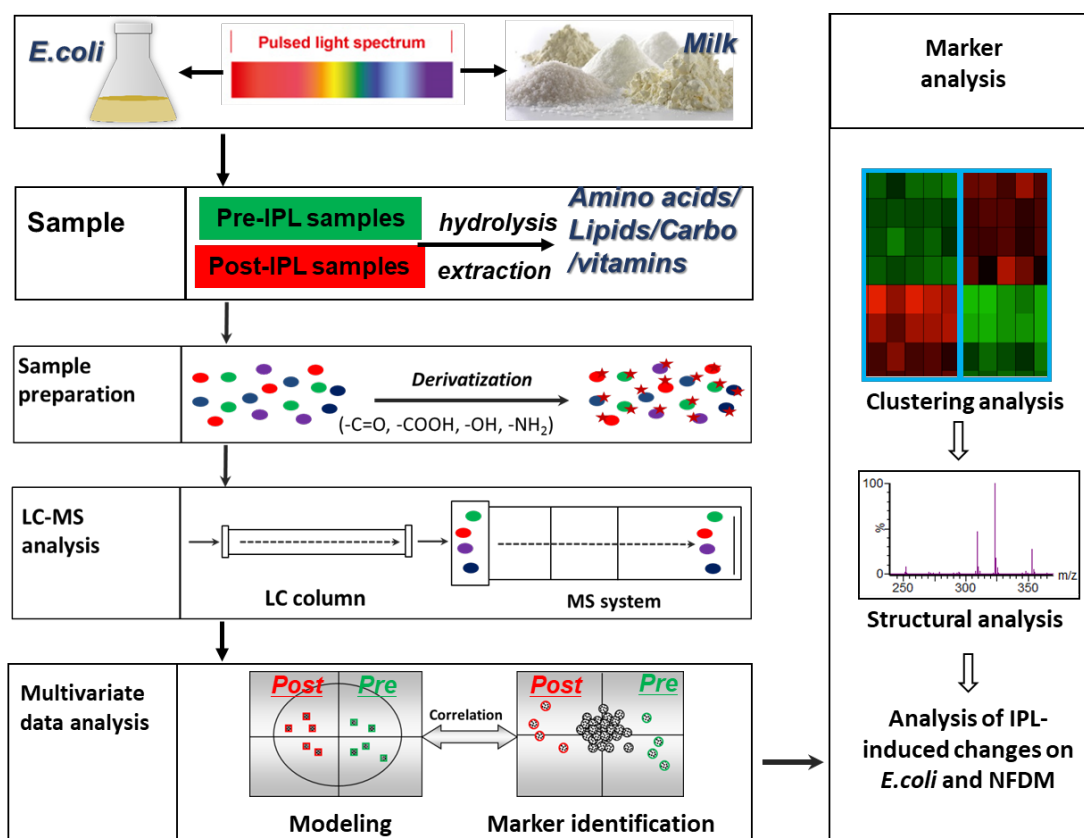 E.coli
Pulsed light spectrum
Milk
Sample
Pre-IPL samples
Post-IPL samples
hydrolysis
extraction
Amino acids/
Lipids/Carbo
/vitamins
Sample
preparation
Derivatization
(-C=O, -COOH, -OH, -NH₂)
LC-MS
analysis
LC column
MS system
Multivariate
data analysis
Post
Pre
Correlation
Post
Pre
Modeling
Marker identification
Marker
analysis
Clustering analysis
100
%
0
240
300
350
m/z
Structural analysis
Analysis of IPL-
induced changes on
E.coli and NFDM